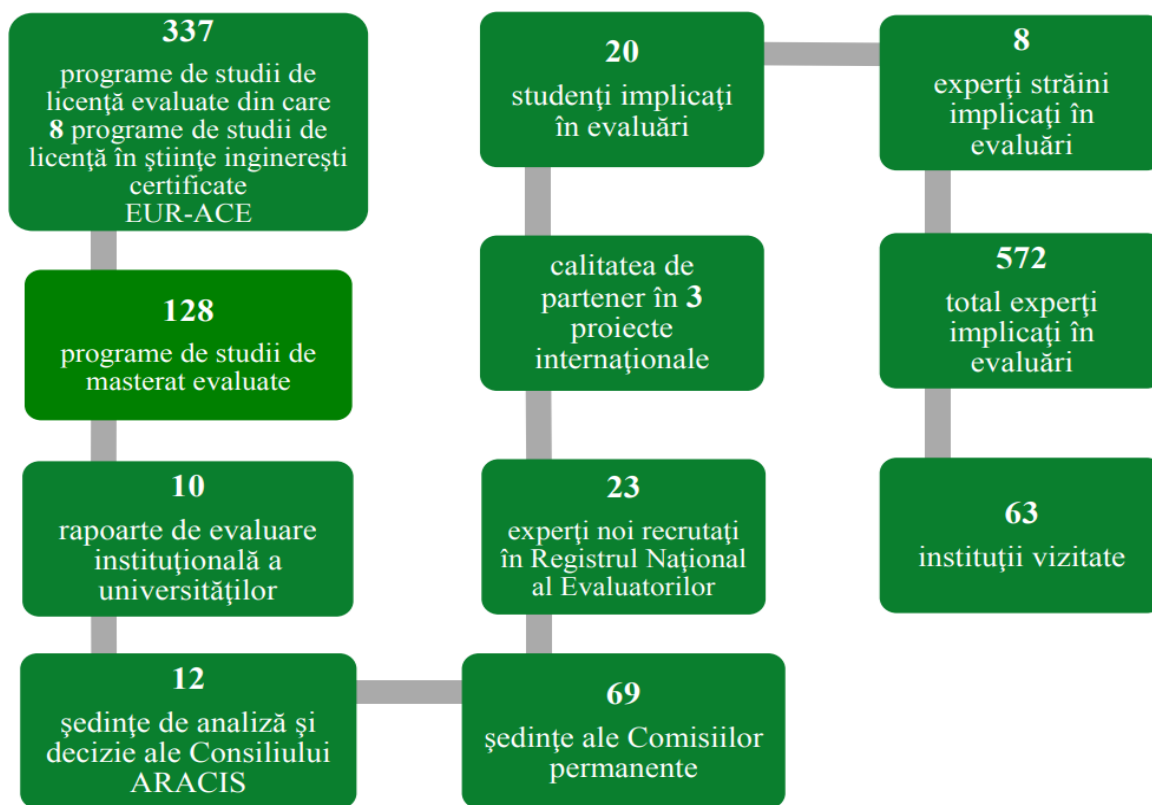 337
programe de studii de
licenţă evaluate din care
8 programe de studii de
licenţă în ştiinţe inginereşti
certificate
EUR-ACE
128
programe de studii de
masterat evaluate
10
rapoarte de evaluare
instituţională a
universităţilor
12
şedinţe de analiză şi
decizie ale Consiliului
ARACIS
69
şedinţe ale Comisiilor
permanente
23
experţi noi recrutaţi
în Registrul Naţional
al Evaluatorilor
calitatea de
partener în 3
proiecte
internaţionale
20
studenţi implicaţi
în evaluări
8
experţi străini
implicaţi în
evaluări
572
total experţi
implicaţi în
evaluări
63
instituţii vizitate